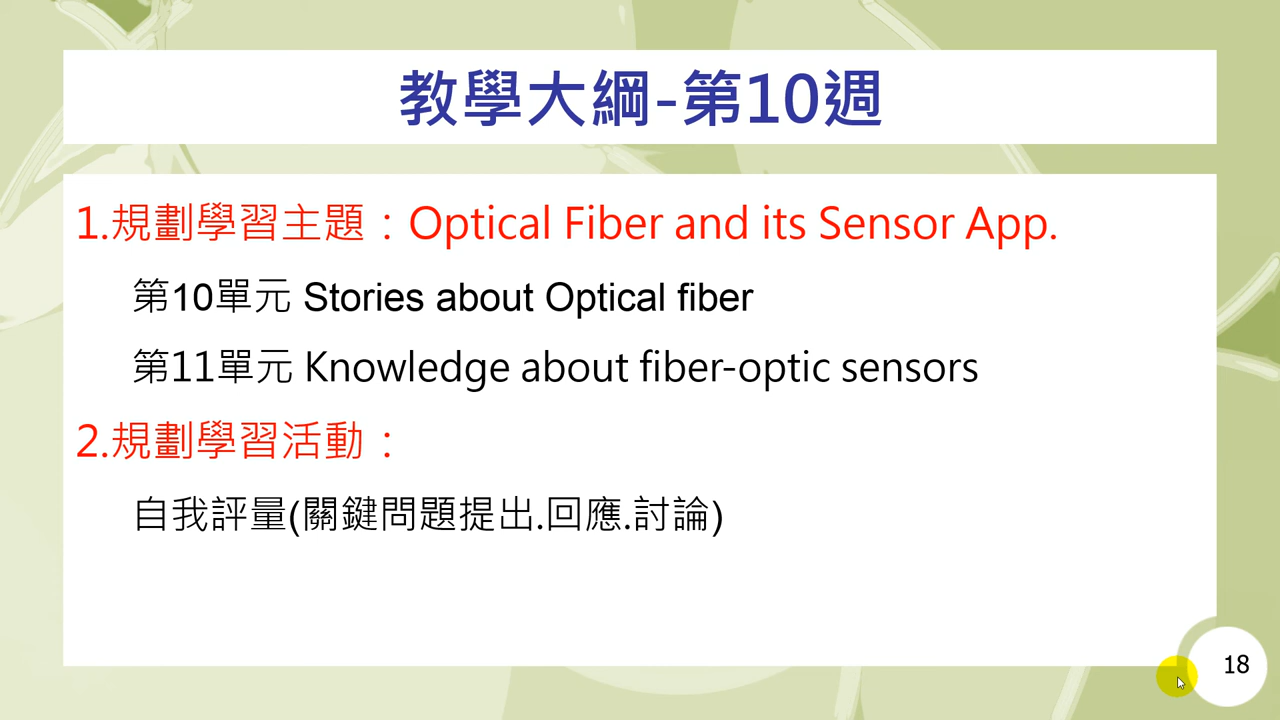 教學大綱-第10週
1.規劃學習主題：Optical Fiber and its Sensor App.
第10單元 Stories about Optical fiber
第11單元 Knowledge about fiber-optic sensors
2.規劃學習活動：
自我評量(關鍵問題提出.回應.討論)
18